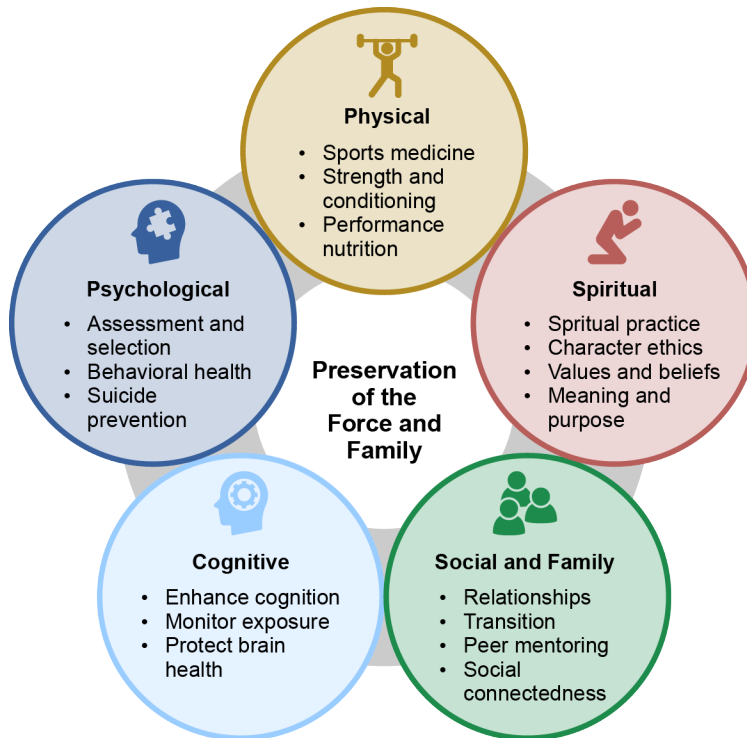 Physical
• Sports medicine
• Strength and
conditioning
• Performance
nutrition
Psychological
• Assessment and
selection
• Behavioral health
• Suicide
prevention
Spiritual
• Spritual practice
• Character ethics
• Values and beliefs
• Meaning and
purpose
Preservation
of the
Force and
Family
Cognitive
• Enhance cognition
• Monitor exposure
• Protect brain
health
Social and Family
• Relationships
• Transition
• Peer mentoring
• Social
connectedness